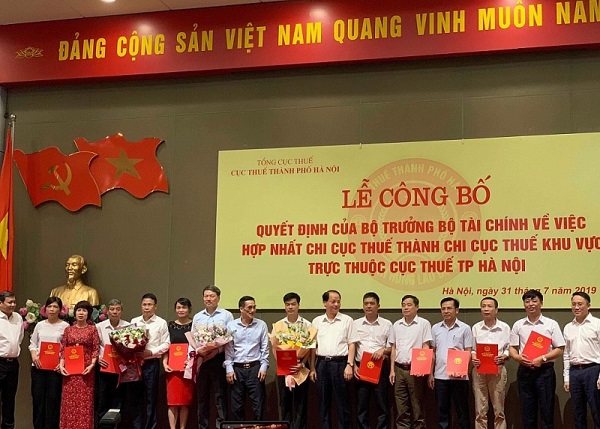 ĐẢNG CỘNG SẢN VIỆT NAM QUANG VINH MUÔN NĂM
TỔNG CỤC THUẾ
CỤC THUẾ THÀNH PHỐ HÀ NỘI
LỄ CÔNG BỐ
QUYẾT ĐỊNH CỦA BỘ TRƯỞNG BỘ TÀI CHÍNH VỀ VIỆC
HỢP NHẤT CHI CỤC THUẾ THÀNH CHI CỤC THUẾ KHU VỰC
TRỰC THUỘC CỤC THUẾ TP HÀ NỘI
Hà Nội, ngày 31 tháng 7 năm 2019